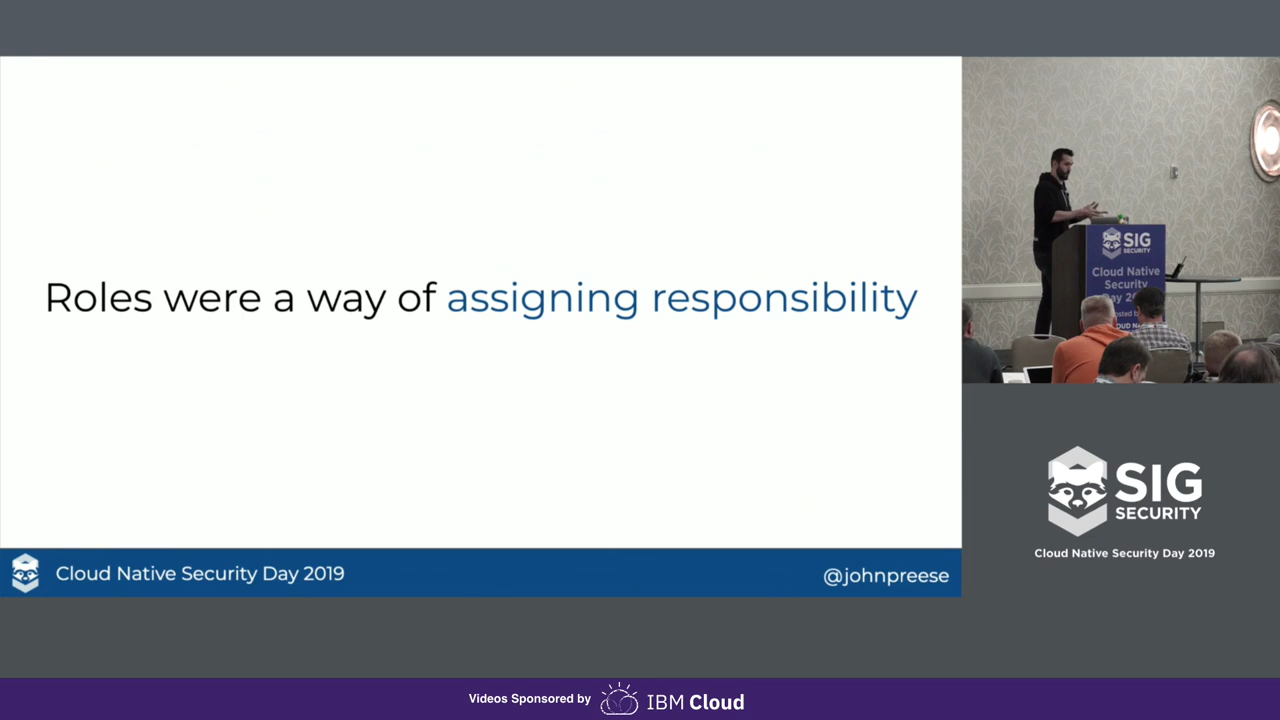 Roles were a way of assigning responsibility
Cloud Native Security Day 2019
@johnpreese
SIG
SECURITY
Cloud Native
Security
SIG
SECURITY
Cloud Native Security Day 2019
Videos Sponsored by IBM Cloud